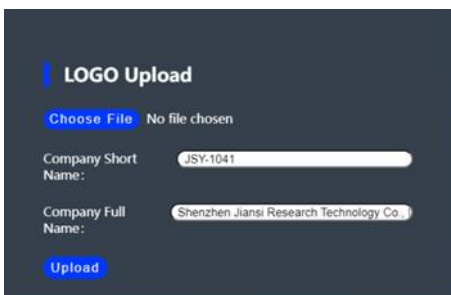 LOGO Upload
Choose File No file chosen
Company Short
Name:
JSY-1041
Company Full
Name:
Shenzhen Jiansi Research Technology Co.,
Upload